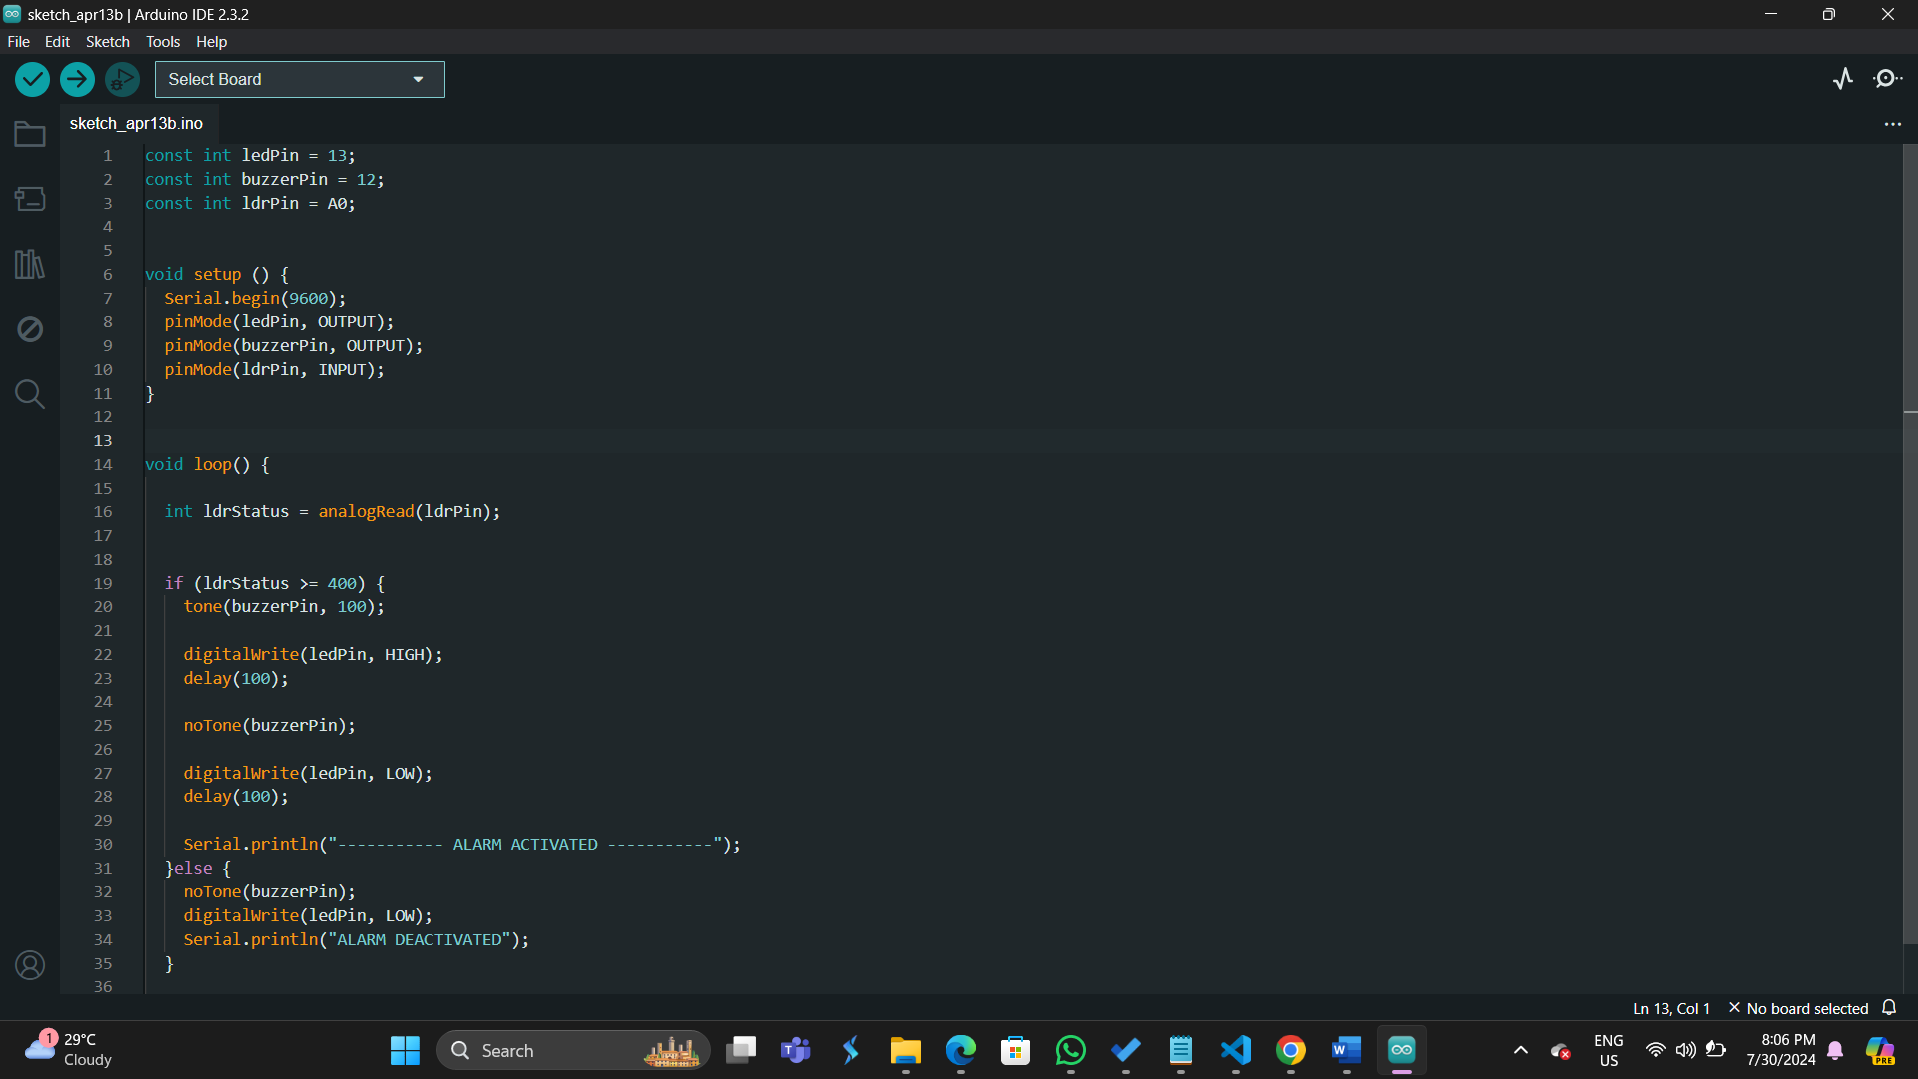 sketch_apr13b | Arduino IDE 2.3.2
File Edit Sketch Tools Help
Select Board
sketch_apr13b.ino
1 const int ledPin = 13;
2 const int buzzerPin = 12;
3 const int ldrPin = A0;
4
5
6 void setup () {
7 Serial.begin(9600);
8 pinMode(ledPin, OUTPUT);
9 pinMode(buzzerPin, OUTPUT);
10 pinMode(ldrPin, INPUT);
11 }
12
13
14 void loop() {
15
16 int ldrStatus = analogRead(ldrPin);
17
18
19 if (ldrStatus >= 400) {
20 tone(buzzerPin, 100);
21
22 digitalWrite(ledPin, HIGH);
23 delay(100);
24
25 noTone(buzzerPin);
26
27 digitalWrite(ledPin, LOW);
28 delay(100);
29
30 Serial.println("----------- ALARM ACTIVATED -----------");
31 }else {
32 noTone(buzzerPin);
33 digitalWrite(ledPin, LOW);
34 Serial.println("ALARM DEACTIVATED");
35 }
36
Ln 13, Col 1 No board selected
1 29°C
Cloudy
Search
ENG
US
8:06 PM
7/30/2024
PRE